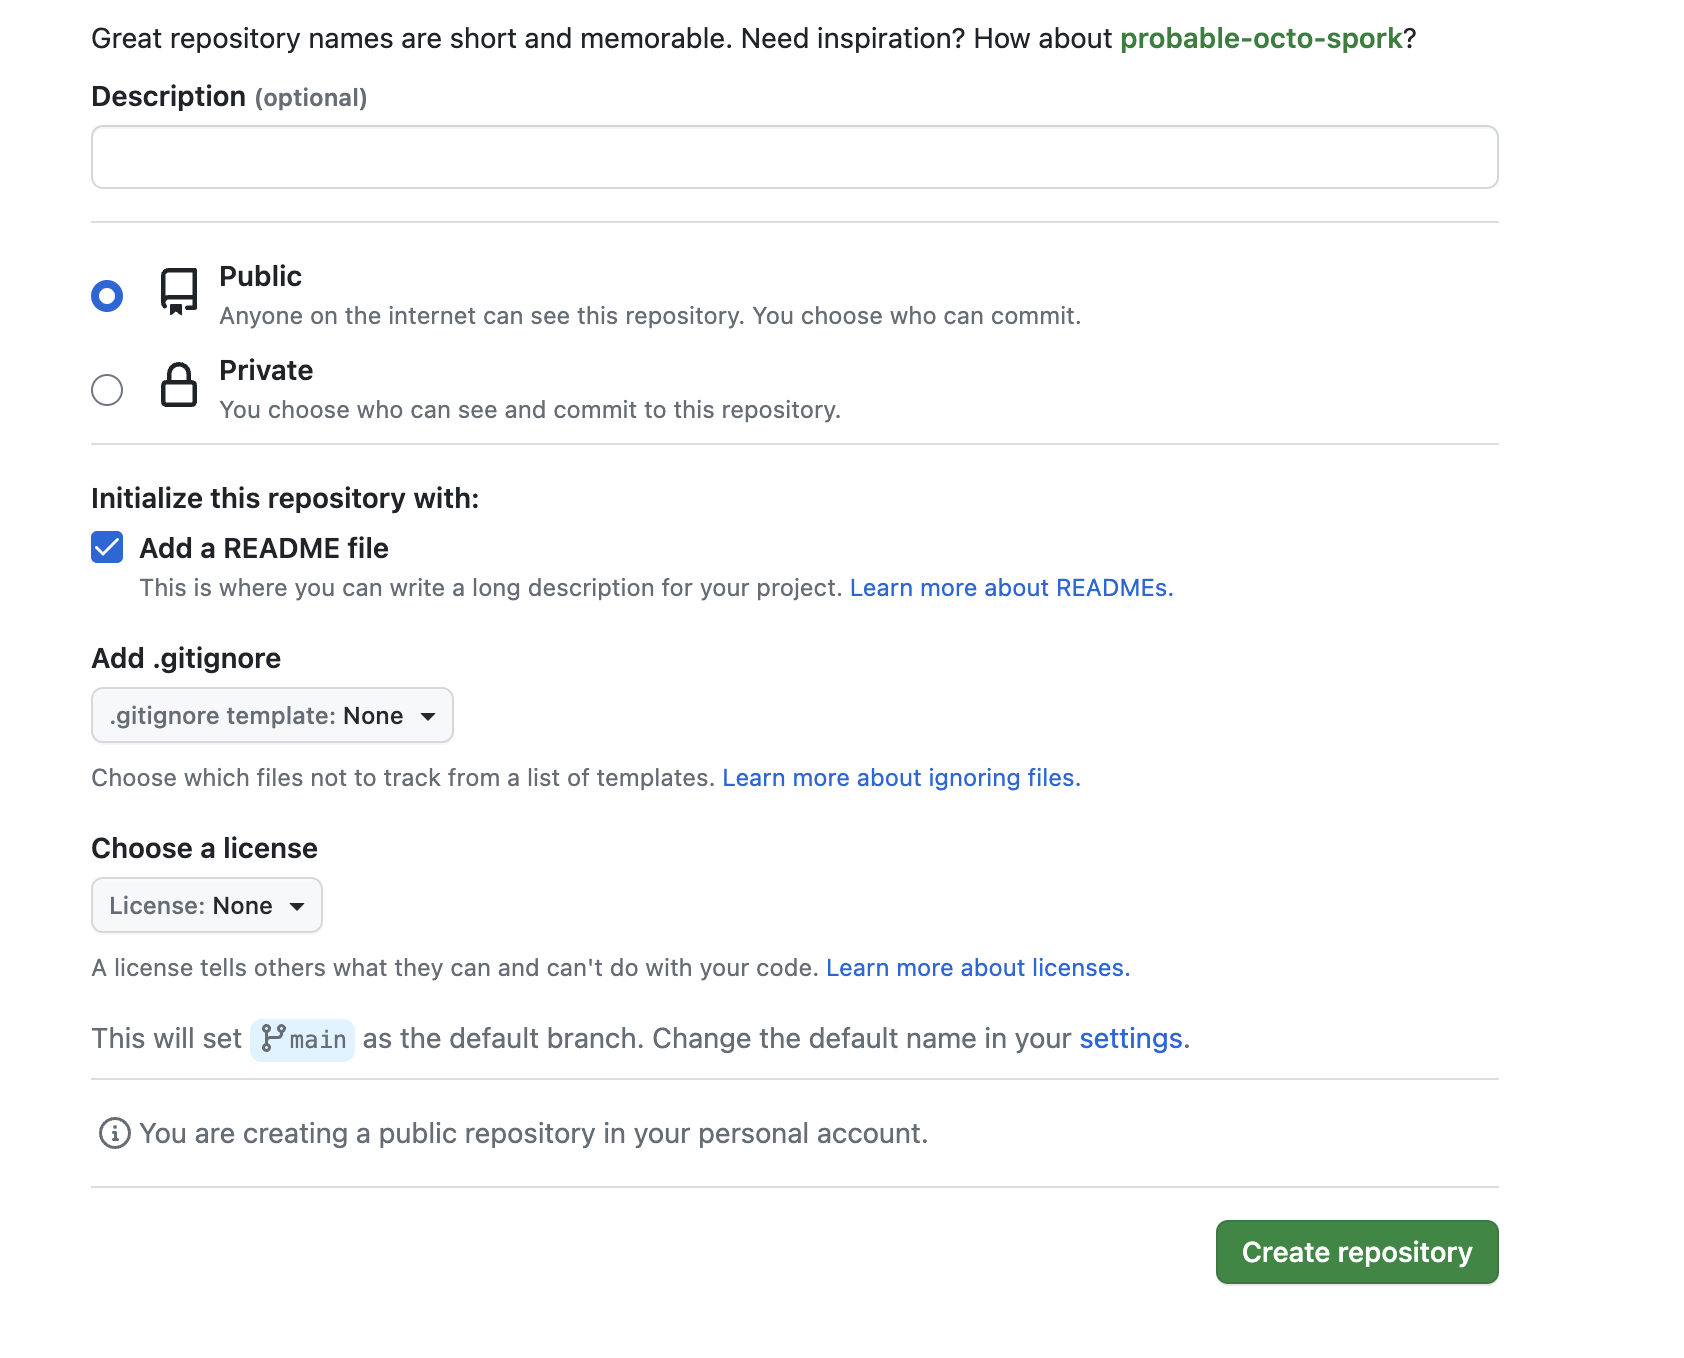 Great repository names are short and memorable. Need inspiration? How about probable-octo-spork?
Description (optional)
Public
Anyone on the internet can see this repository. You choose who can commit.
Private
You choose who can see and commit to this repository.
Initialize this repository with:
Add a README file
This is where you can write a long description for your project. Learn more about READMEs.
Add .gitignore
.gitignore template: None
Choose which files not to track from a list of templates. Learn more about ignoring files.
Choose a license
License: None
A license tells others what they can and can't do with your code. Learn more about licenses.
This will set main as the default branch. Change the default name in your settings.
You are creating a public repository in your personal account.
Create repository